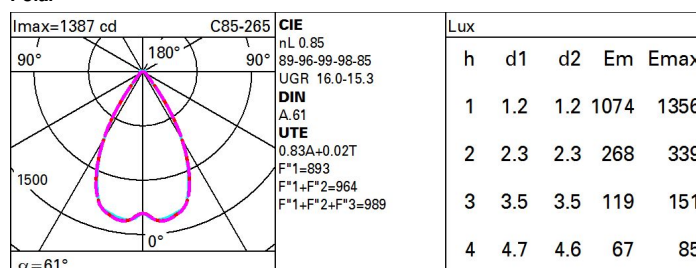 Imax=1387 cd C85-265
90° 180° 90°
1500
0°
α=61°
CIE
nL 0.85
89-96-99-98-85
UGR 16.0-15.3
DIN
A.61
UTE
0.83A+0.02T
F"1=893
F"1+F"2=964
F"1+F"2+F"3=989
Lux
h d1 d2 Em Emax
1 1.2 1.2 1074 1356
2 2.3 2.3 268 339
3 3.5 3.5 119 151
4 4.7 4.6 67 85